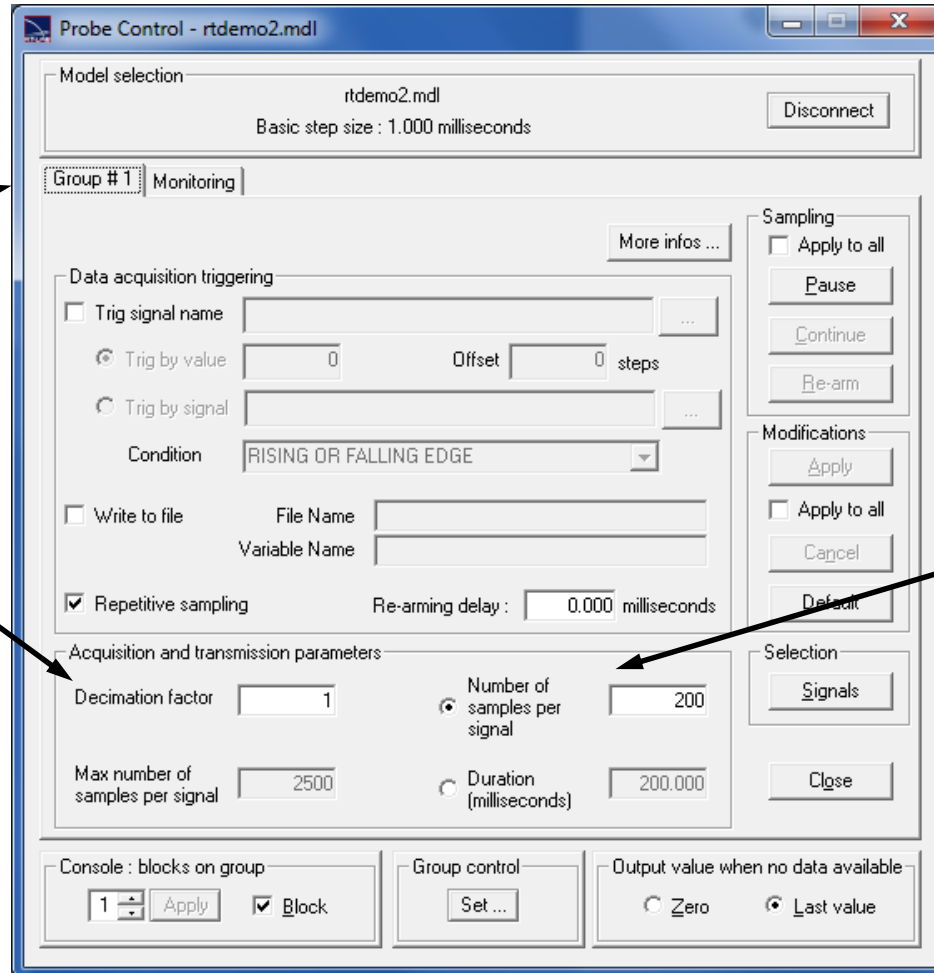 Probe Control - rtdemo2.mdl
Model selection
rtdemo2.mdl
Basic step size : 1.000 milliseconds
Disconnect
Group # 1
Monitoring
More infos ...
Data acquisition triggering
Trig signal name
...
Trig by value
0
Offset
0
steps
Trig by signal
...
Condition
RISING OR FALLING EDGE
Write to file
File Name
Variable Name
Repetitive sampling
Re-arming delay :
0.000
milliseconds
Sampling
Apply to all
Pause
Continue
Re-arm
Modifications
Apply
Apply to all
Cancel
Default
Acquisition and transmission parameters
Decimation factor
1
Number of
samples per
signal
200
Max number of
samples per signal
2500
Duration
(milliseconds)
200.000
Selection
Signals
Close
Console : blocks on group
1
Apply
Block
Group control
Set ...
Output value when no data available
Zero
Last value